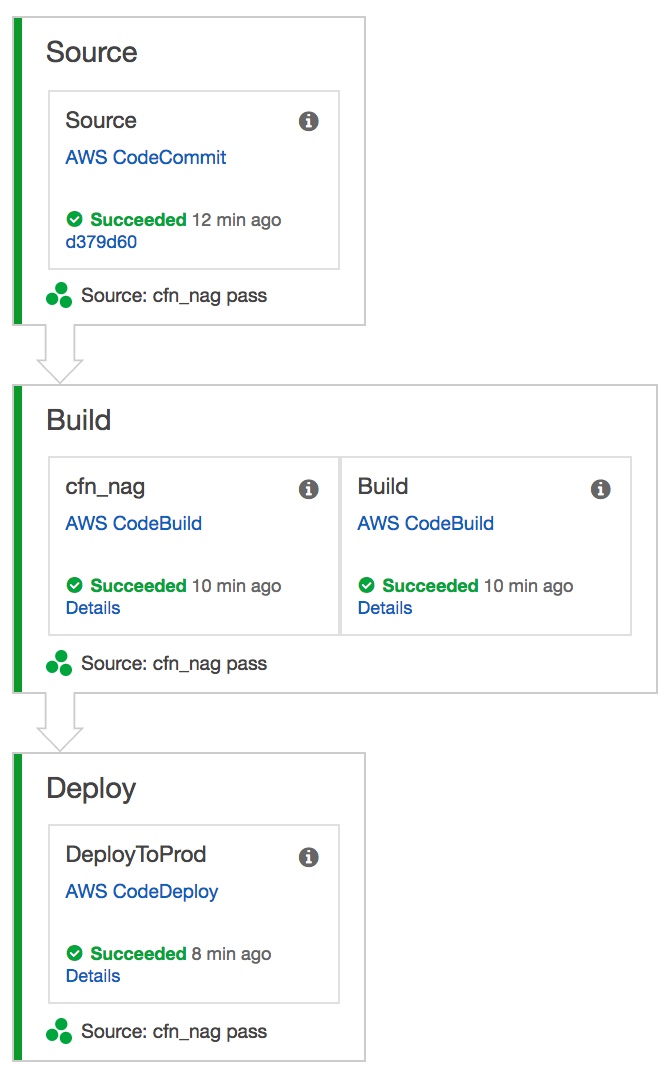 Source
Source
AWS CodeCommit
Succeeded 12 min ago
d379d60
Source: cfn_nag pass
Build
cfn_nag
AWS CodeBuild
Succeeded 10 min ago
Details
Build
AWS CodeBuild
Succeeded 10 min ago
Details
Source: cfn_nag pass
Deploy
DeployToProd
AWS CodeDeploy
Succeeded 8 min ago
Details
Source: cfn_nag pass